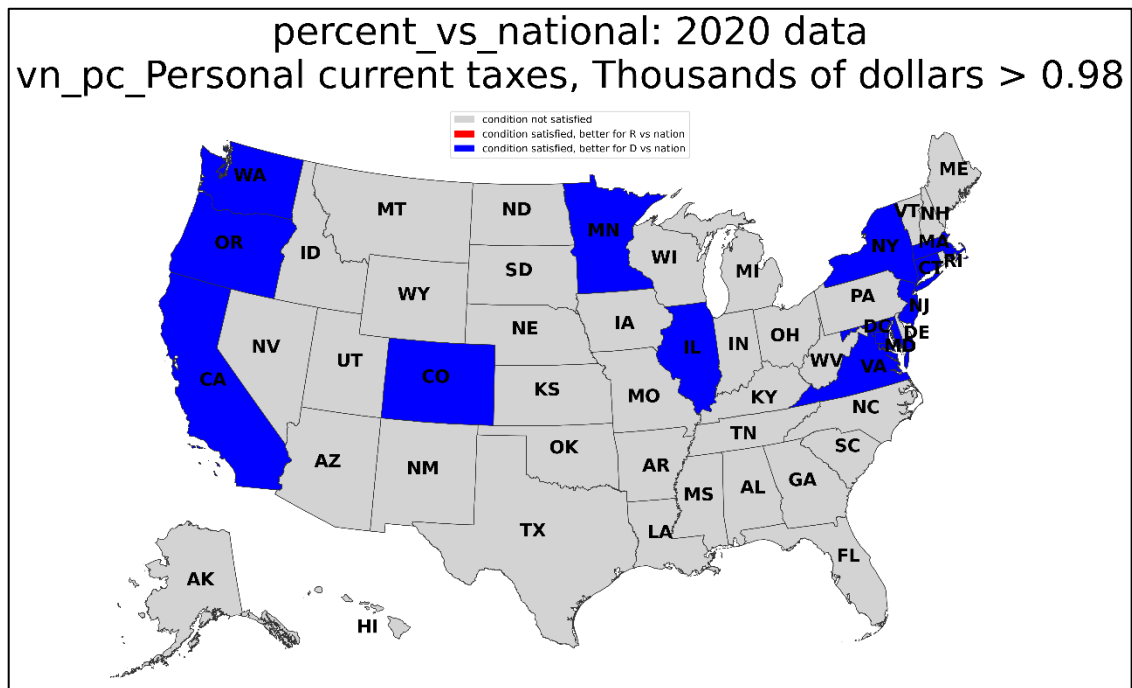 percent_vs_national: 2020 data
vn_pc_Personal current taxes, Thousands of dollars > 0.98
condition not satisfied
condition satisfied, better for R vs nation
condition satisfied, better for D vs nation
ME
WA
MT
ND
VT
NH
MN
OR
NY
MA
ID
WI
RI
CT
SD
MI
WY
PA
NJ
IA
NE
DC
DE
OH
NV
IN
IL
MD
UT
WV
VA
CO
CA
KS
MO
KY
NC
TN
OK
SC
AZ
NM
AR
GA
MS
AL
TX
LA
FL
AK
HI